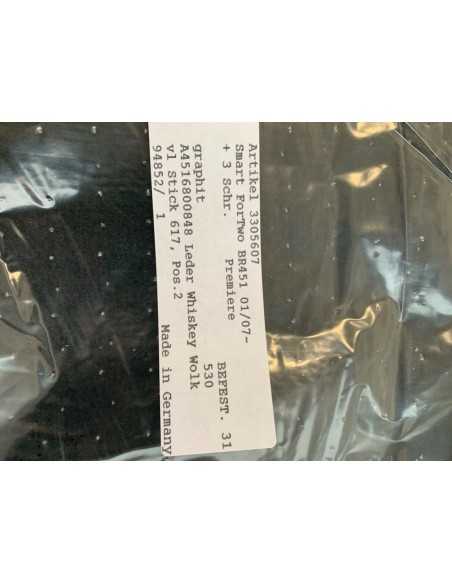 Artikel 3305607
Smart ForTwo BR451 01/07-
Premiere
+ 3 Schr. BEFEST. 31
530
graphit
A4516800848 Leder Whiskey Wolk
vl Stick 617, Pos.2
94852/ 1 Made in Germany